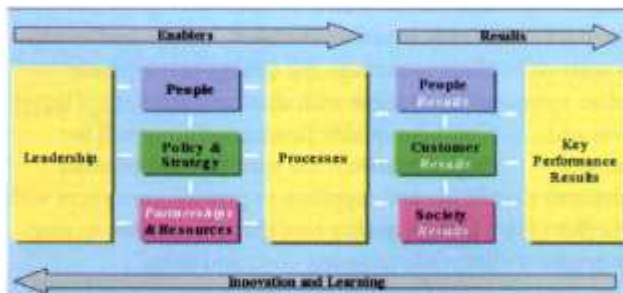 Enablers
Results
Leadership
People
Policy &
Strategy
Partnerships
& Resources
Processes
People
Results
Customer
Results
Society
Results
Key
Performance
Results
Innovation and Learning